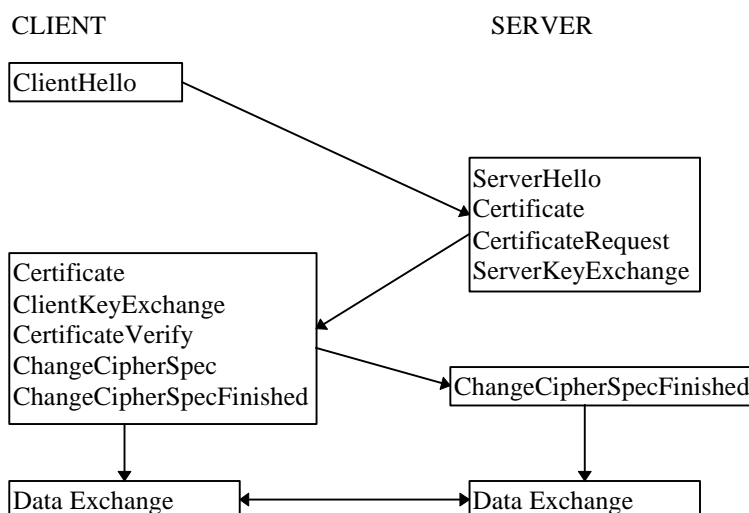 CLIENT
SERVER
ClientHello
ServerHello
Certificate
CertificateRequest
ServerKeyExchange
Certificate
ClientKeyExchange
CertificateVerify
ChangeCipherSpec
ChangeCipherSpecFinished
ChangeCipherSpecFinished
Data Exchange
Data Exchange